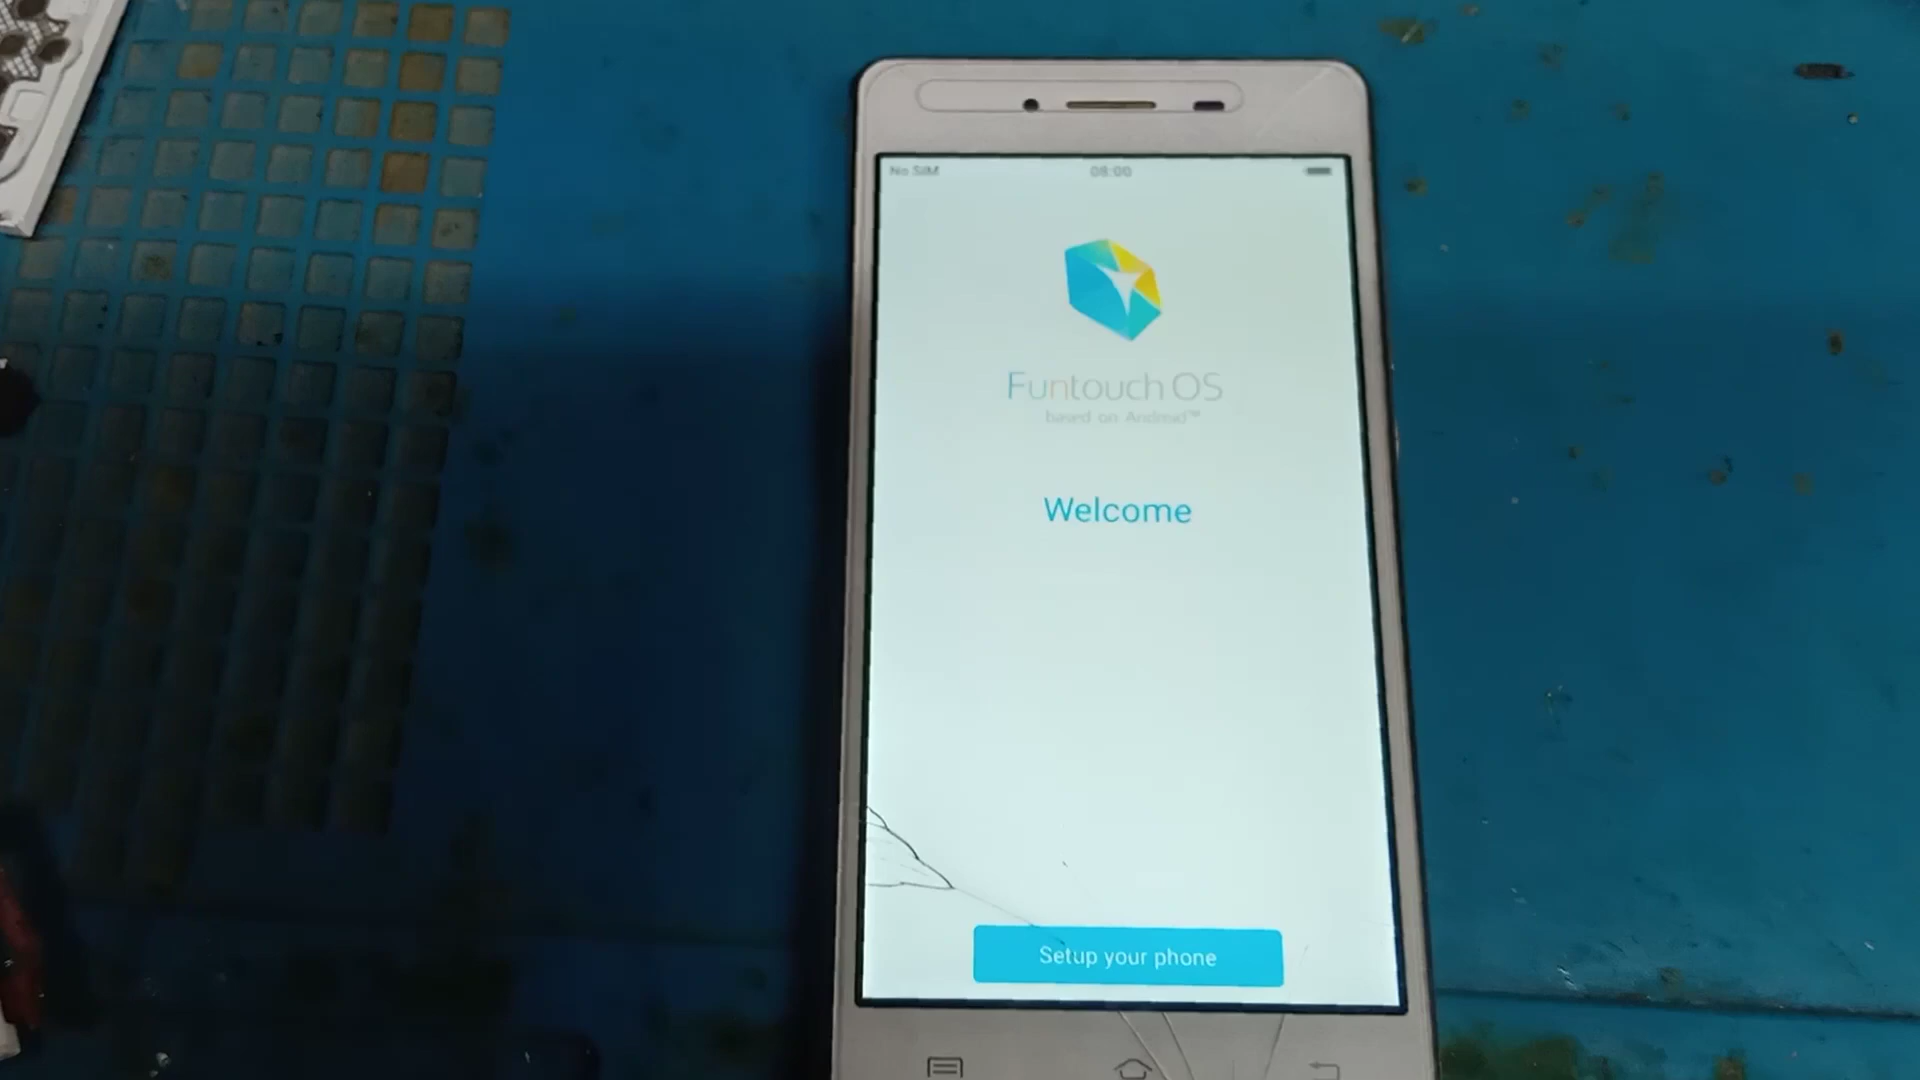 No SIM 08:00
Funtouch OS
based on Android™
Welcome
Setup your phone